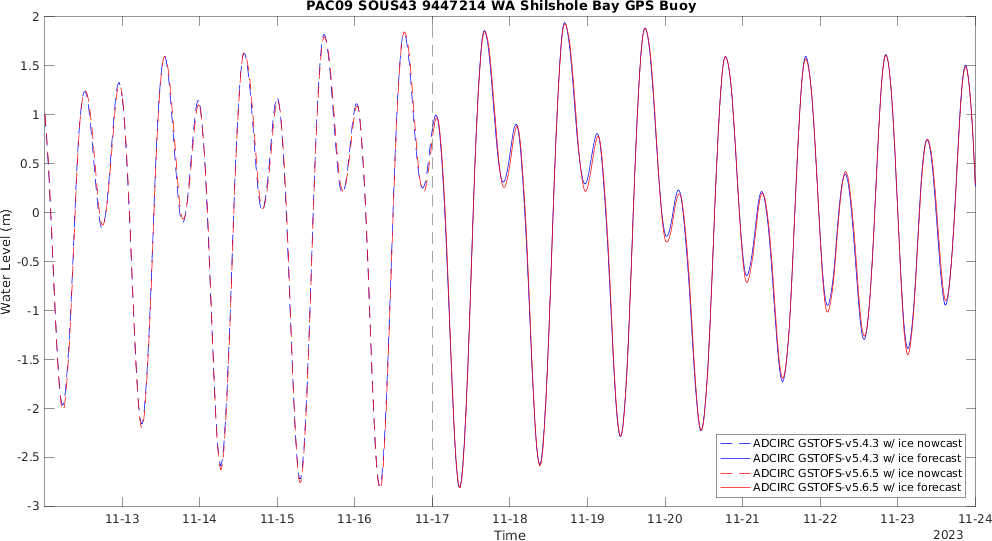 PAC09 SOUS43 9447214 WA Shilshole Bay GPS Buoy
2
1.5
1
0.5
0
-0.5
-1
-1.5
-2
-2.5
-3
Water Level (m)
11-13 11-14 11-15 11-16 11-17 11-18 11-19 11-20 11-21 11-22 11-23 11-24
Time
2023
ADCIRC GSTOFS-v5.4.3 w/ ice nowcast
ADCIRC GSTOFS-v5.4.3 w/ ice forecast
ADCIRC GSTOFS-v5.6.5 w/ ice nowcast
ADCIRC GSTOFS-v5.6.5 w/ ice forecast